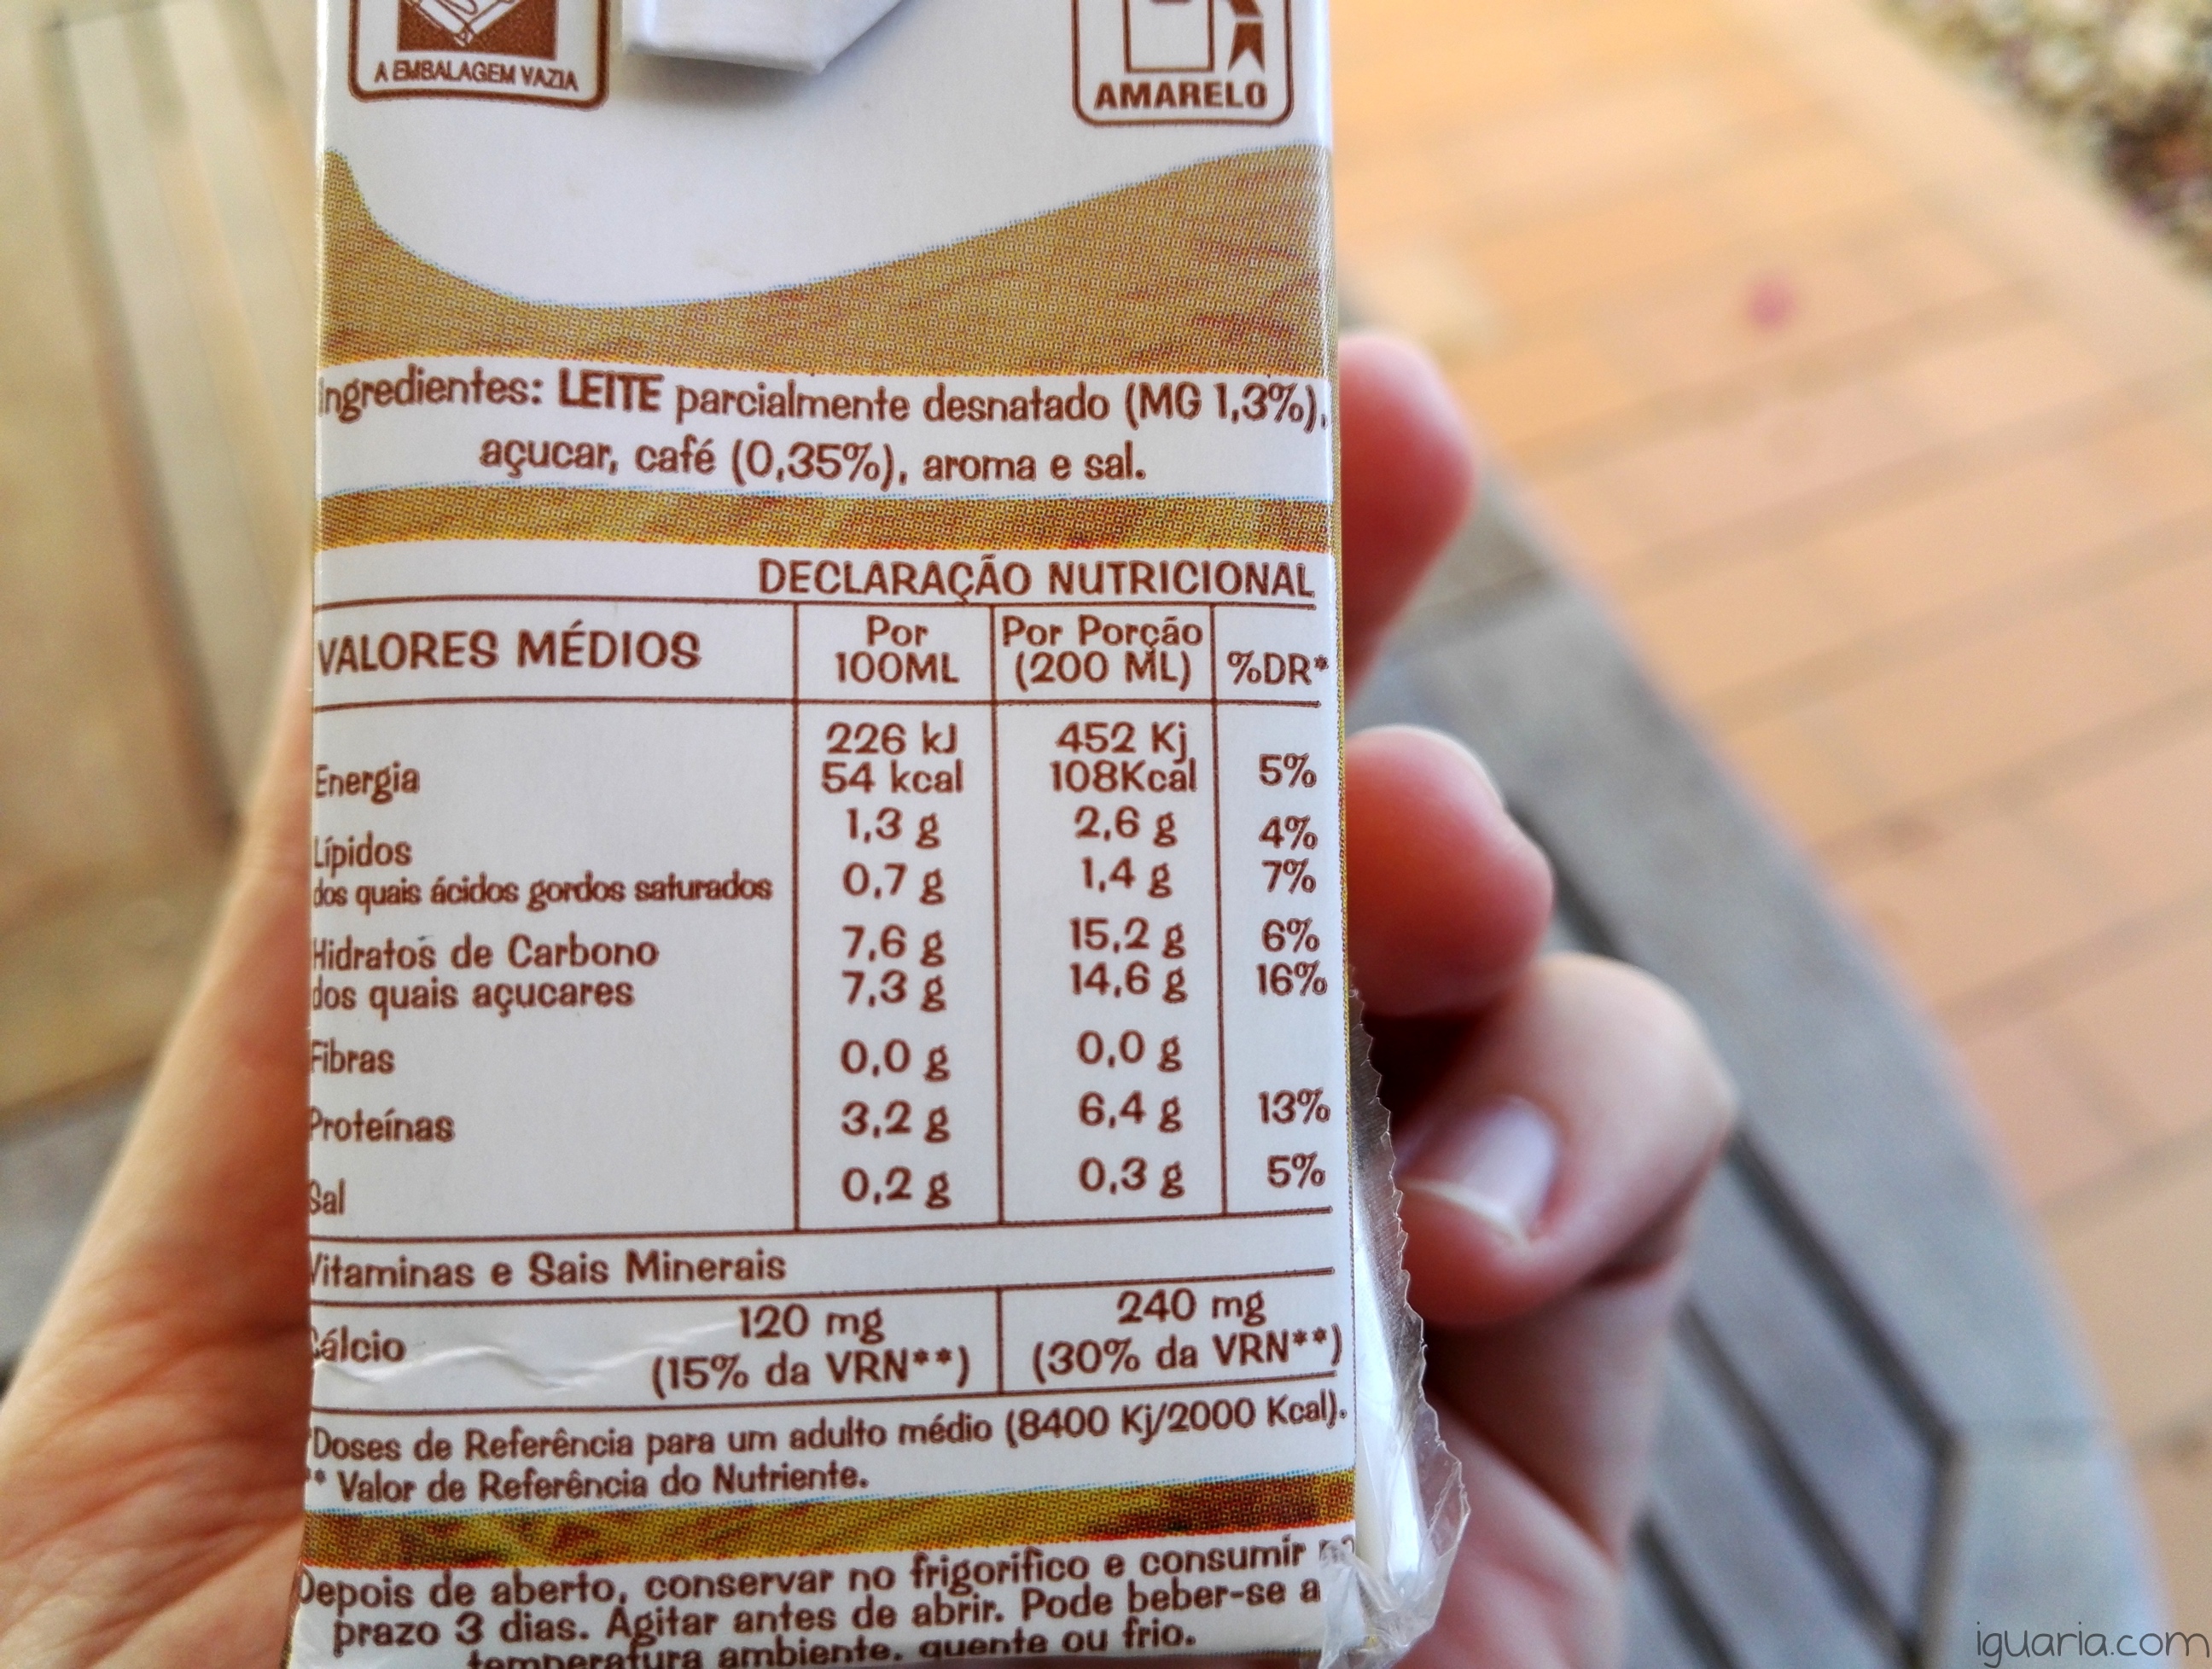 A EMBALAGEM VAZIA
AMARELO
Ingredientes: LEITE parcialmente desnatado (MG 1,3%),
açucar, café (0,35%), aroma e sal.
DECLARAÇÃO NUTRICIONAL
VALORES MÉDIOS Por 100ML Por Porção (200 ML) %DR*
Energia 226 kJ 54 kcal 452 Kj 108Kcal 5%
Lípidos 1,3 g 2,6 g 4%
dos quais ácidos gordos saturados 0,7 g 1,4 g 7%
Hidratos de Carbono 7,6 g 15,2 g 6%
dos quais açucares 7,3 g 14,6 g 16%
Fibras 0,0 g 0,0 g
Proteínas 3,2 g 6,4 g 13%
Sal 0,2 g 0,3 g 5%
Vitaminas e Sais Minerais
Cálcio 120 mg (15% da VRN**) 240 mg (30% da VRN**)
*Doses de Referência para um adulto médio (8400 Kj/2000 Kcal).
** Valor de Referência do Nutriente.
Depois de aberto, conservar no frigorifico e consumir
prazo 3 dias. Agitar antes de abrir. Pode beber-se a
temperatura ambiente, quente ou frio.
iguaria.com